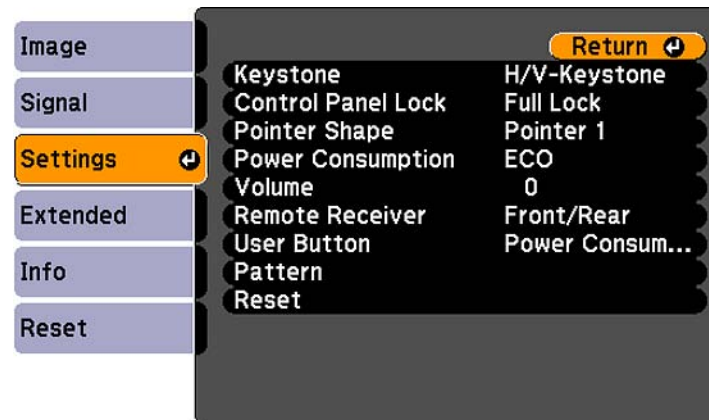 Image
Signal
Settings
Extended
Info
Reset
Return
Keystone H/V-Keystone
Control Panel Lock Full Lock
Pointer Shape Pointer 1
Power Consumption ECO
Volume 0
Remote Receiver Front/Rear
User Button Power Consum...
Pattern
Reset